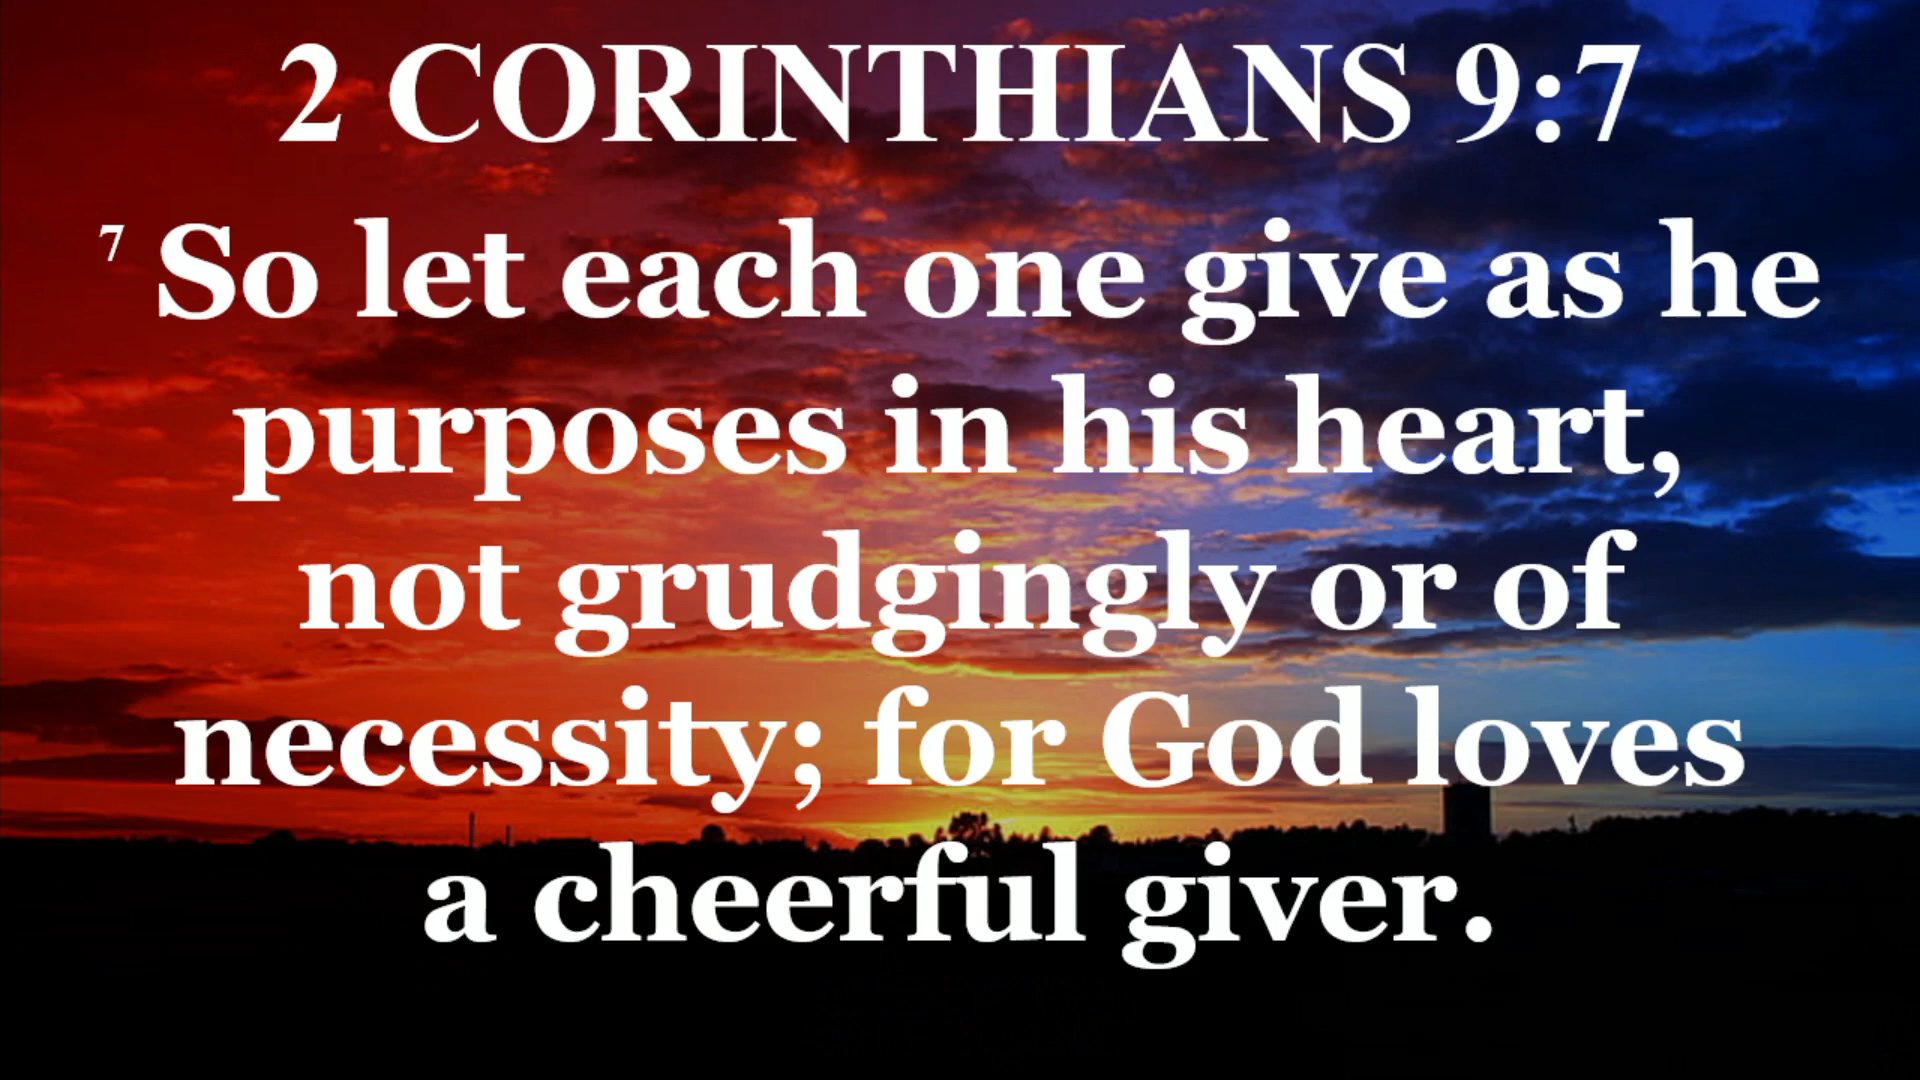 2 CORINTHIANS 9:7
7 So let each one give as he
purposes in his heart,
not grudgingly or of
necessity; for God loves
a cheerful giver.